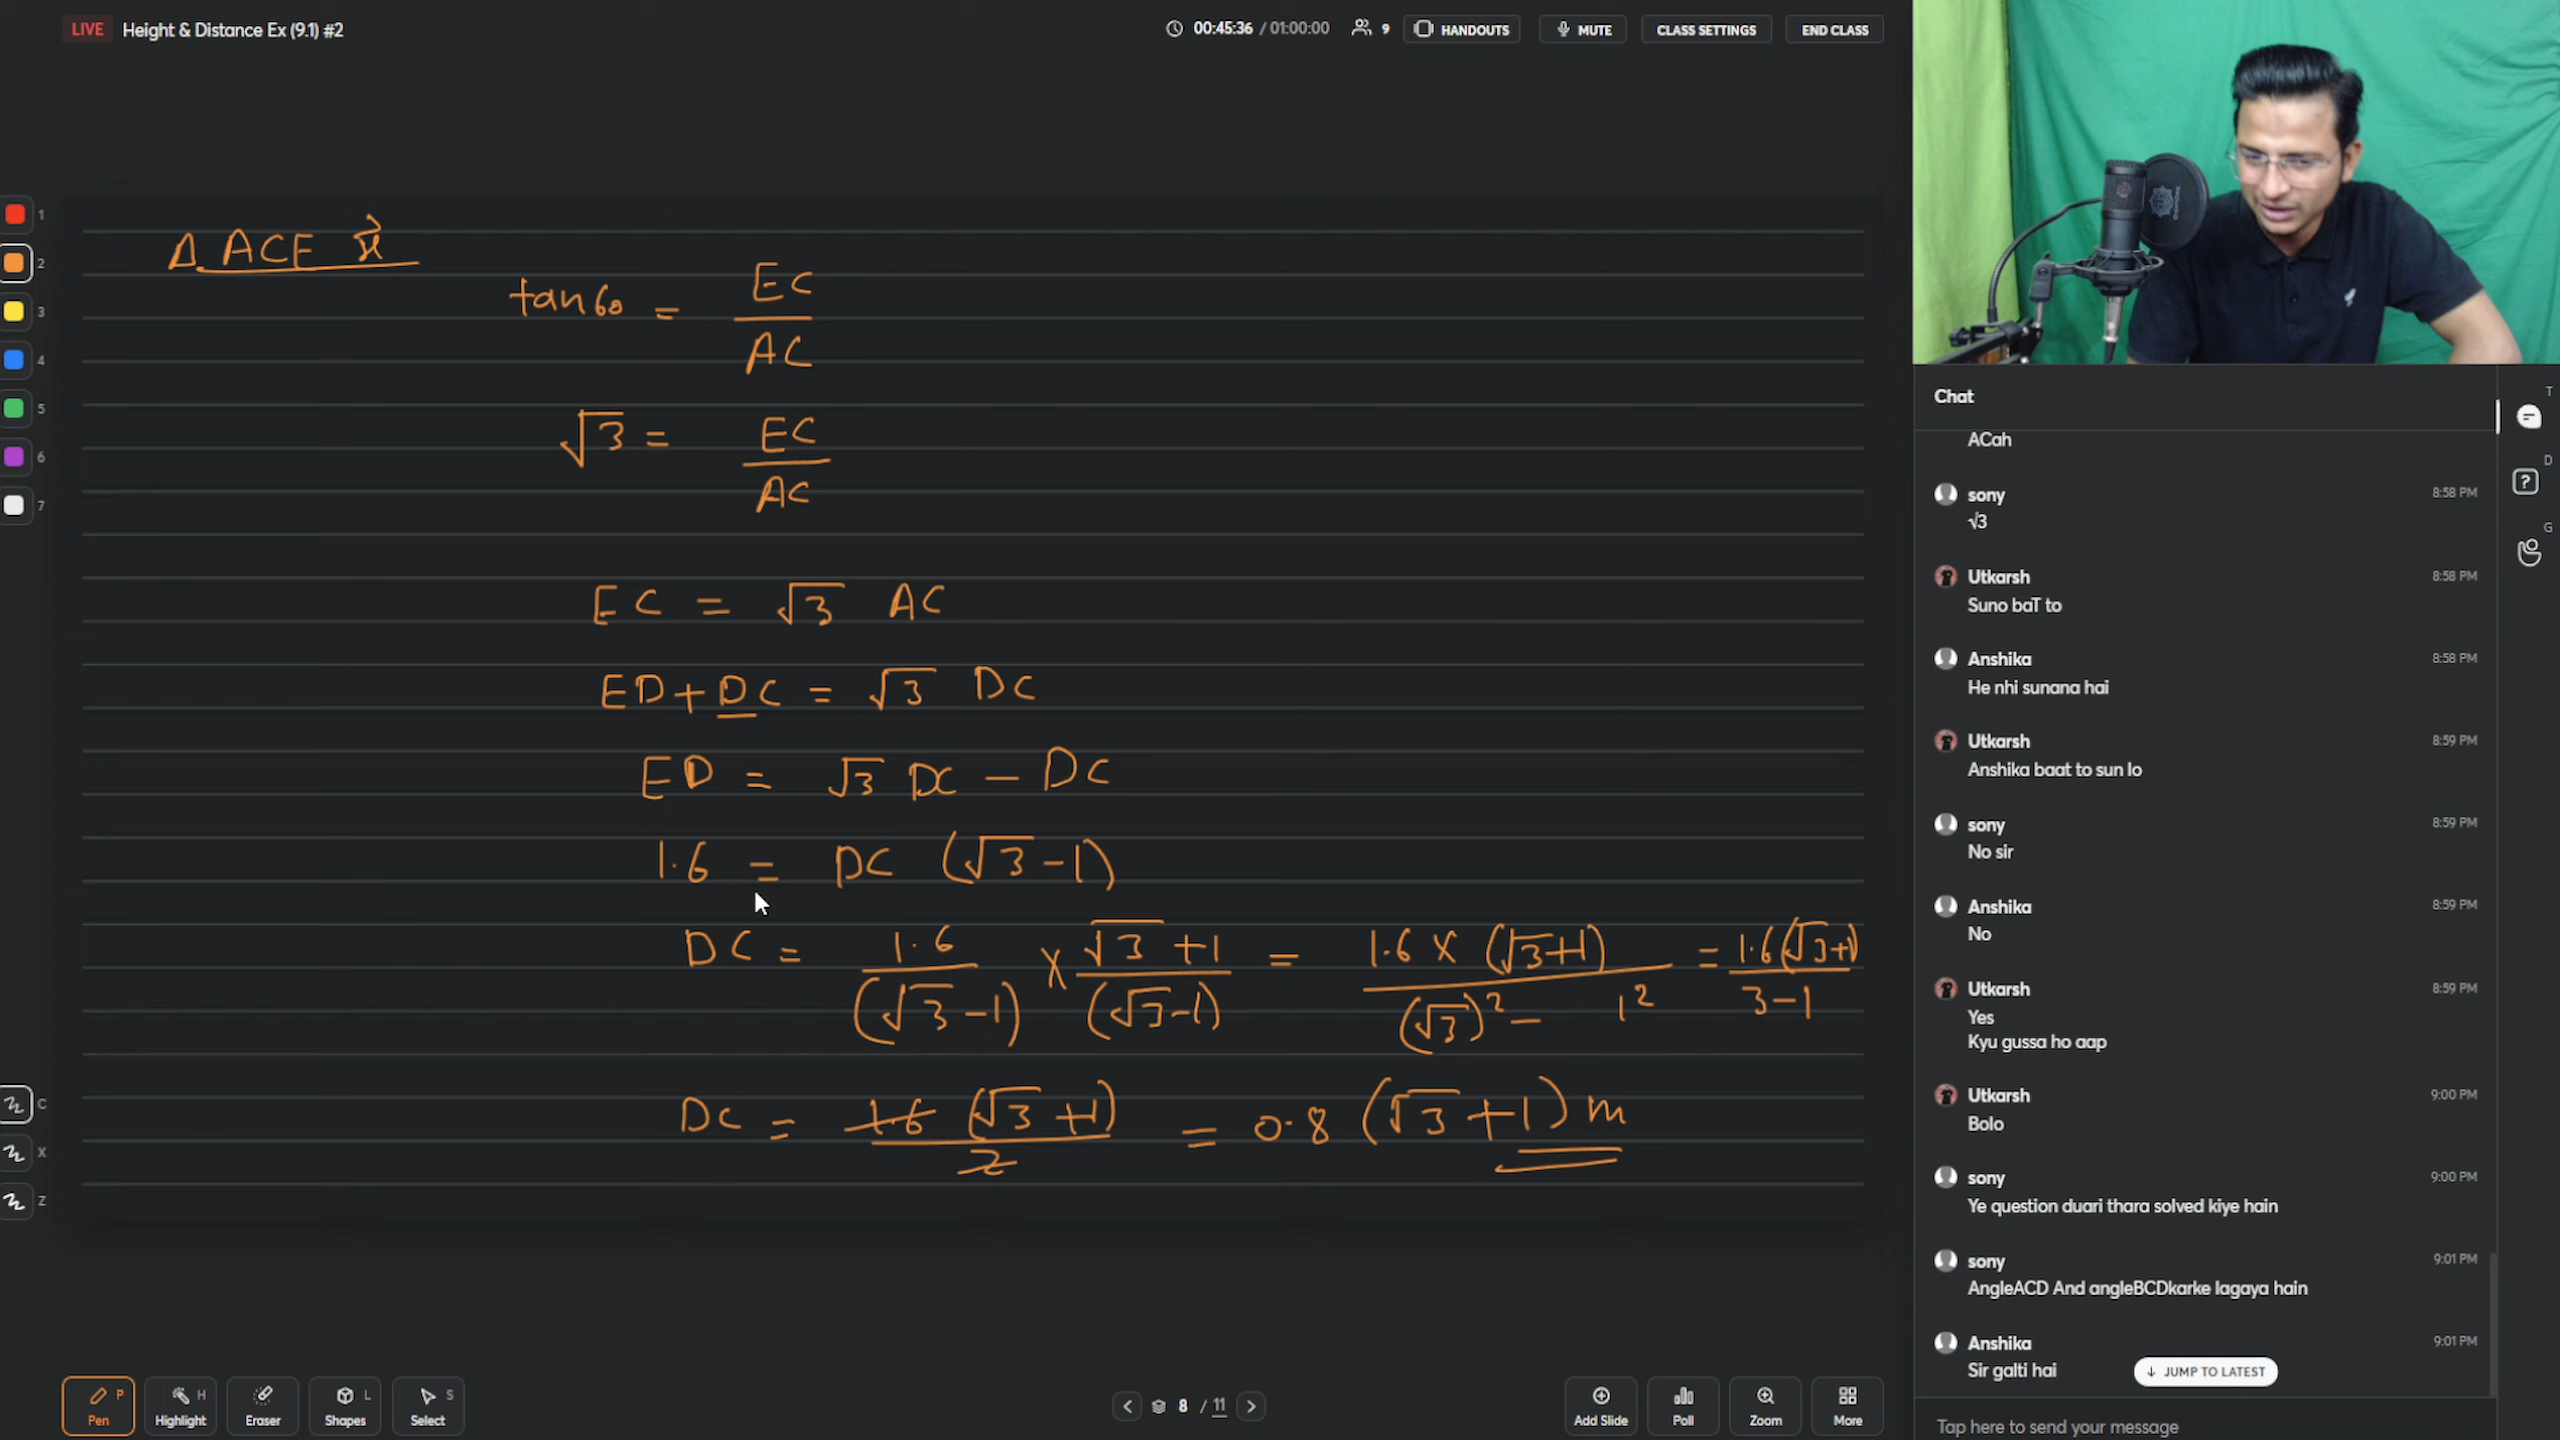 LIVE Height & Distance Ex (9.1) #2
00:45:36 / 01:00:00 9 HANDOUTS MUTE CLASS SETTINGS END CLASS
1
2
3
4
5
6
7
C
X
Z
Δ ACE में
tan 60 = EC / AC
√3 = EC / AC
EC = √3 AC
ED + DC = √3 DC
ED = √3 DC − DC
1.6 = DC (√3 − 1)
DC = 1.6 / (√3 − 1) × √3 + 1 / (√3 − 1) = 1.6 × (√3+1) / (√3)² − 1² = 1.6 (√3+1) / 3 − 1
DC = 1.6 (√3 + 1) / 2 = 0.8 (√3 + 1) m
P
Pen
H
Highlight
Eraser
L
Shapes
S
Select
8 / 11
Add Slide
Poll
Zoom
More
Chat
ACah
sony 8:58 PM
√3
Utkarsh 8:58 PM
Suno baT to
Anshika 8:58 PM
He nhi sunana hai
Utkarsh 8:59 PM
Anshika baat to sun lo
sony 8:59 PM
No sir
Anshika 8:59 PM
No
Utkarsh 8:59 PM
Yes
Kyu gussa ho aap
Utkarsh 9:00 PM
Bolo
sony 9:00 PM
Ye question duari thara solved kiye hain
sony 9:01 PM
AngleACD And angleBCDkarke lagaya hain
Anshika 9:01 PM
Sir galti hai
JUMP TO LATEST
Tap here to send your message
T
D
G